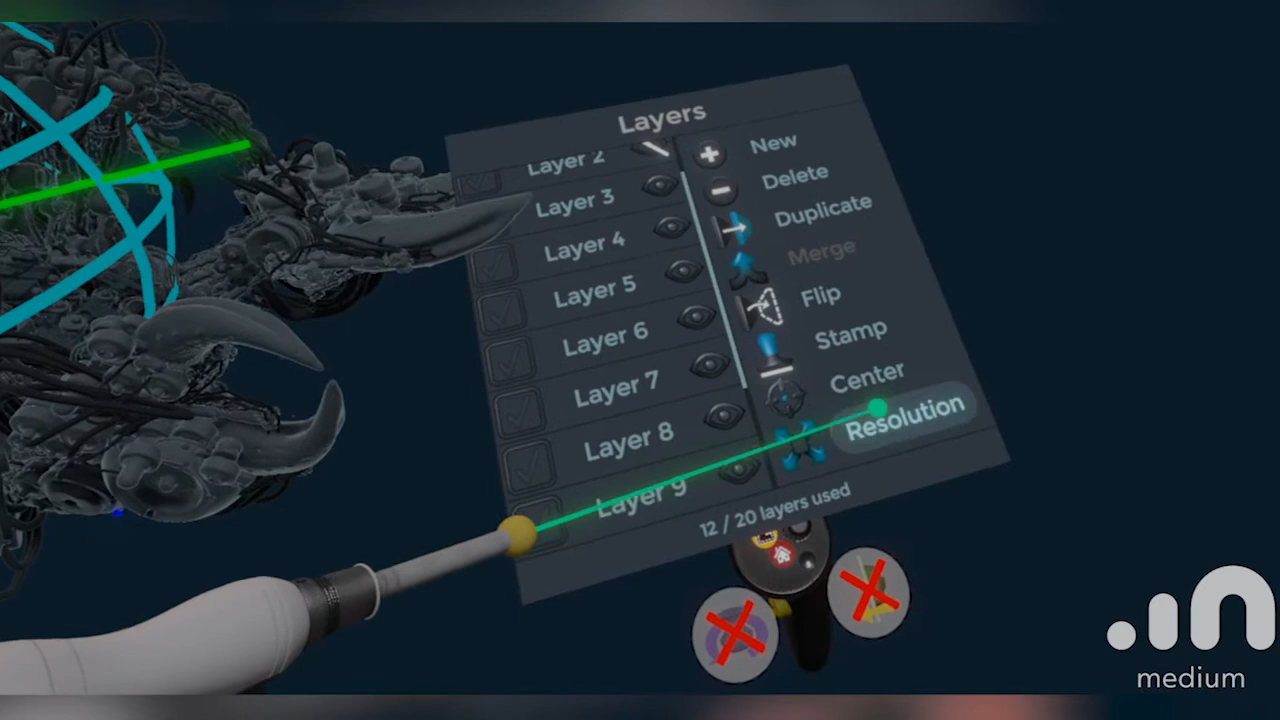 Layers
Layer 2
Layer 3
Layer 4
Layer 5
Layer 6
Layer 7
Layer 8
Layer 9
New
Delete
Duplicate
Merge
Flip
Stamp
Center
Resolution
12 / 20 layers used
medium